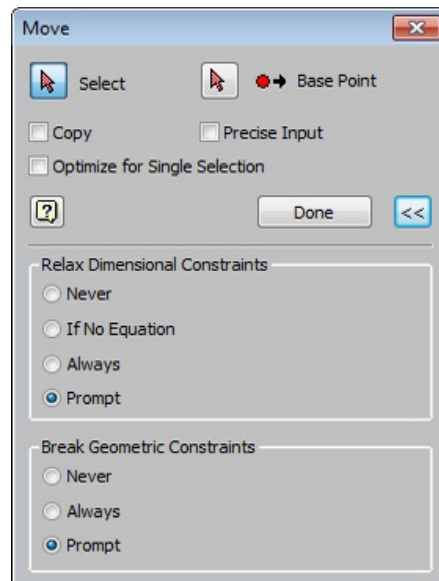 Move
Select
Base Point
Copy
Precise Input
Optimize for Single Selection
?
Done
<<
Relax Dimensional Constraints
Never
If No Equation
Always
Prompt
Break Geometric Constraints
Never
Always
Prompt